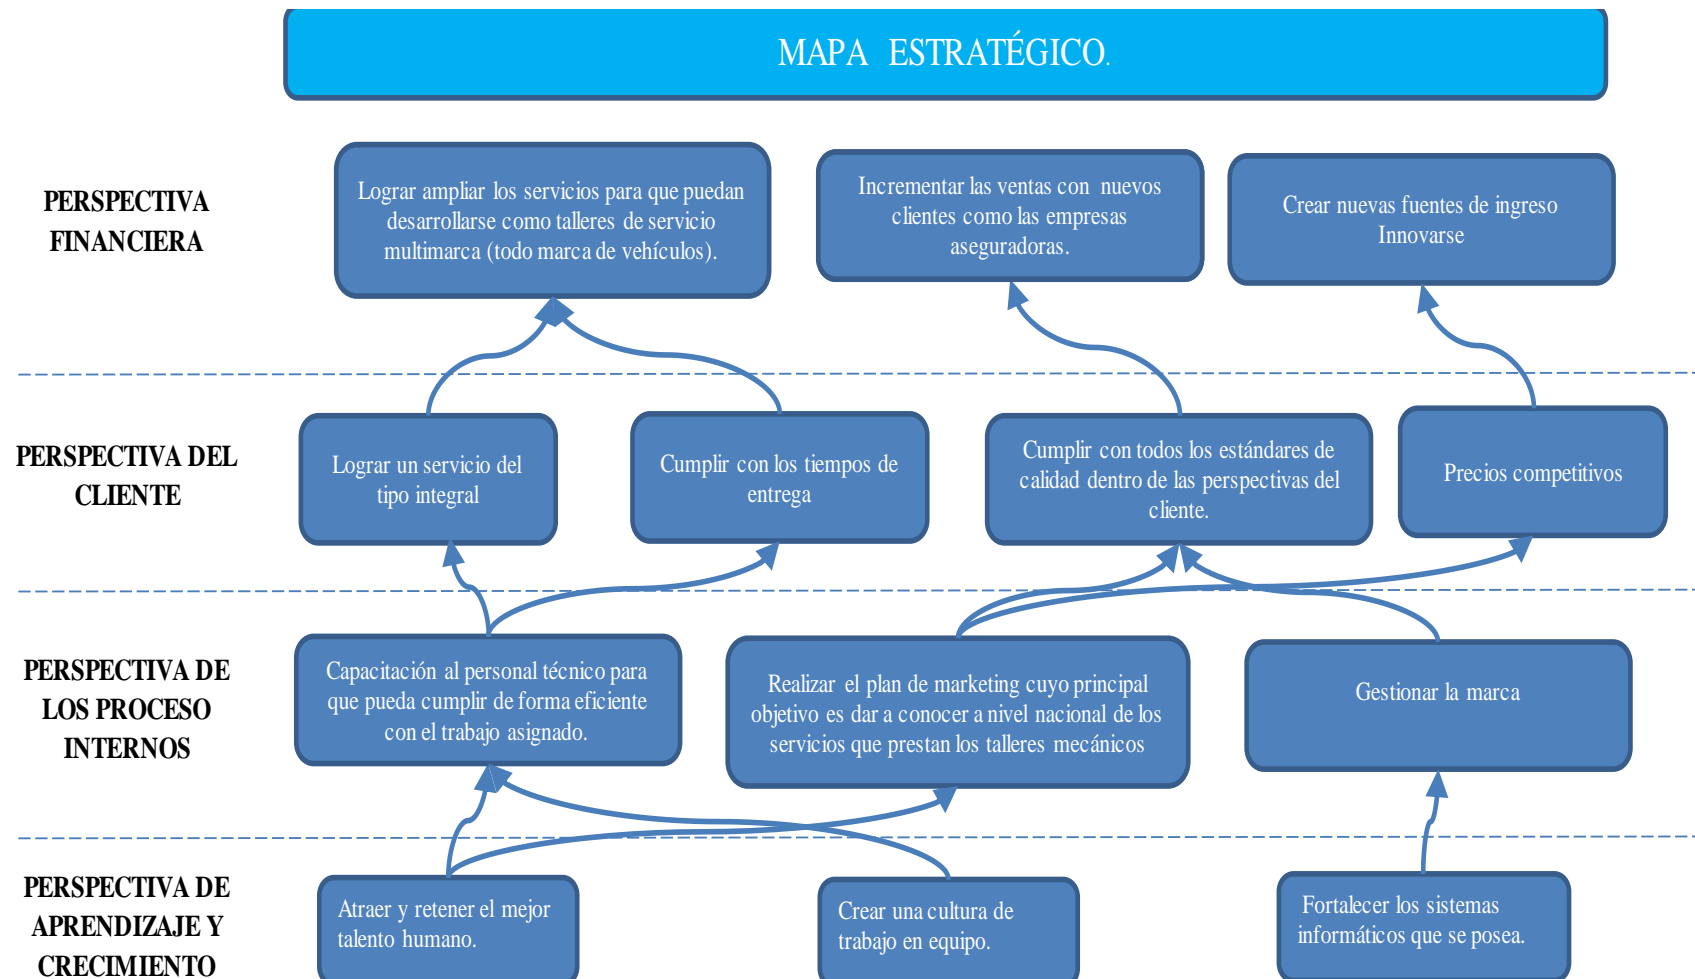 MAPA ESTRATÉGICO.
PERSPECTIVA
FINANCIERA
Lograr ampliar los servicios para que puedan
desarrollarse como talleres de servicio
multimarca (todo marca de vehículos).
Incrementar las ventas con nuevos
clientes como las empresas
aseguradoras.
Crear nuevas fuentes de ingreso
Innovarse
PERSPECTIVA DEL
CLIENTE
Lograr un servicio del
tipo integral
Cumplir con los tiempos de
entrega
Cumplir con todos los estándares de
calidad dentro de las perspectivas del
cliente.
Precios competitivos
PERSPECTIVA DE
LOS PROCESO
INTERNOS
Capacitación al personal técnico para
que pueda cumplir de forma eficiente
con el trabajo asignado.
Realizar el plan de marketing cuyo principal
objetivo es dar a conocer a nivel nacional de los
servicios que prestan los talleres mecánicos
Gestionar la marca
PERSPECTIVA DE
APRENDIZAJE Y
CRECIMIENTO
Atraer y retener el mejor
talento humano.
Crear una cultura de
trabajo en equipo.
Fortalecer los sistemas
informáticos que se posea.